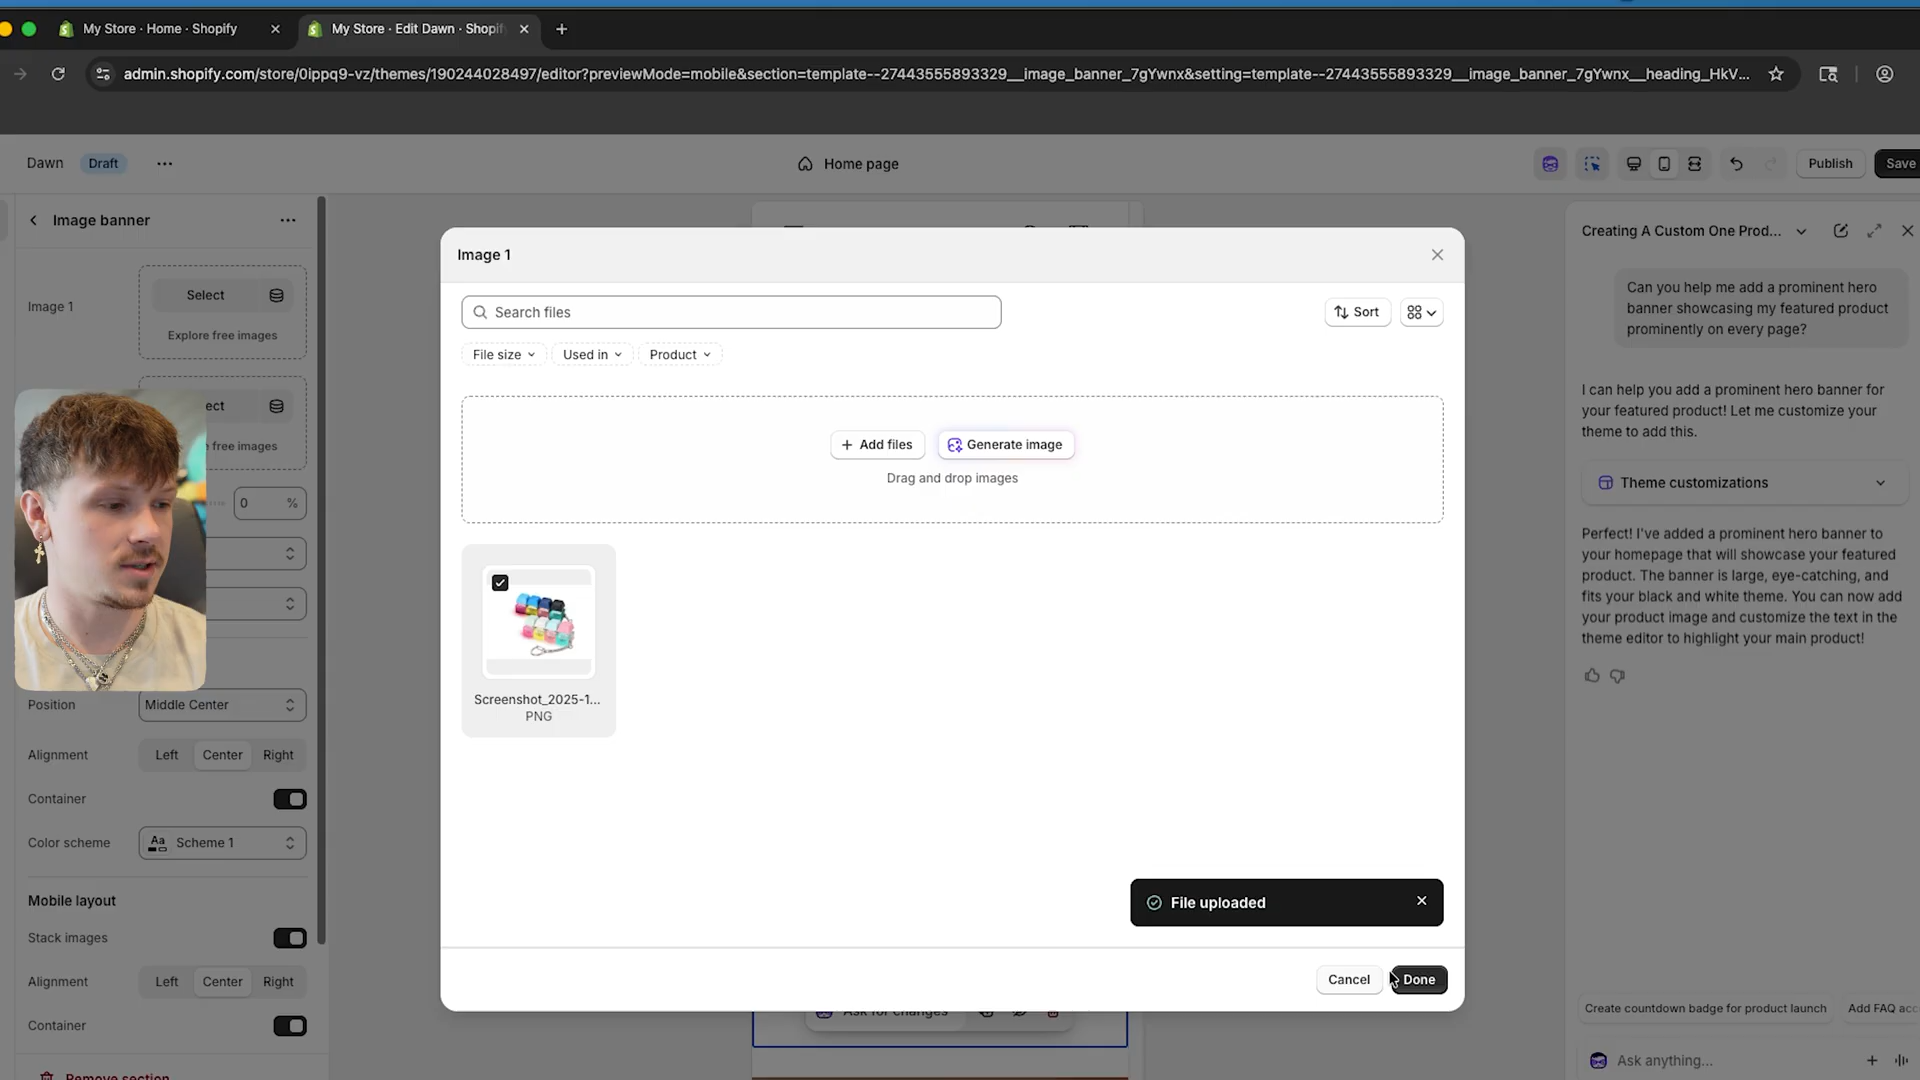 My Store · Home · Shopify
My Store · Edit Dawn · Shopif
admin.shopify.com/store/0ippq9-vz/themes/190244028497/editor?previewMode=mobile&section=template--27443555893329__image_banner_7gYwnx&setting=template--27443555893329__image_banner_7gYwnx__heading_HkV...
Dawn
Draft
Home page
Publish
Save
Image banner
Image 1
Select
Explore free images
ect
free images
0 %
Position
Middle Center
Alignment
Left Center Right
Container
Color scheme
Aa Scheme 1
Mobile layout
Stack images
Alignment
Left Center Right
Container
Remove section
Image 1
Search files
Sort
File size
Used in
Product
Add files
Generate image
Drag and drop images
Screenshot_2025-1...
PNG
File uploaded
Cancel
Done
Ask for changes
Creating A Custom One Prod...
Can you help me add a prominent hero
banner showcasing my featured product
prominently on every page?
I can help you add a prominent hero banner for
your featured product! Let me customize your
theme to add this.
Theme customizations
Perfect! I've added a prominent hero banner to
your homepage that will showcase your featured
product. The banner is large, eye-catching, and
fits your black and white theme. You can now add
your product image and customize the text in the
theme editor to highlight your main product!
Create countdown badge for product launch
Add FAQ acc
Ask anything...